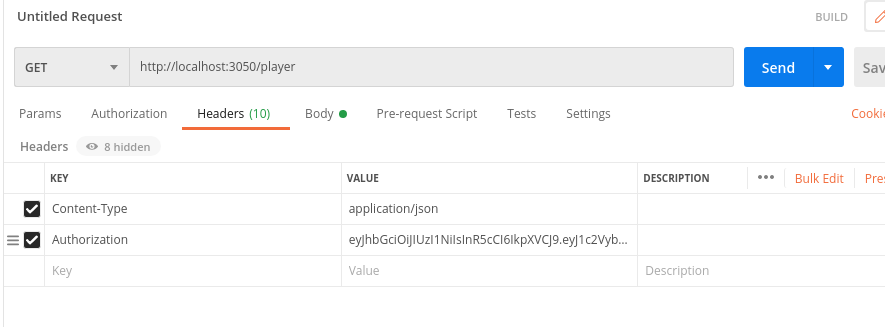 Untitled Request
BUILD
GET
http://localhost:3050/player
Send
Sav
Params Authorization Headers (10) Body Pre-request Script Tests Settings Cookie
Headers 8 hidden
KEY VALUE DESCRIPTION ••• Bulk Edit Pres
Content-Type application/json
Authorization eyJhbGciOiJIUzI1NiIsInR5cCI6IkpXVCJ9.eyJ1c2Vyb...
Key Value Description